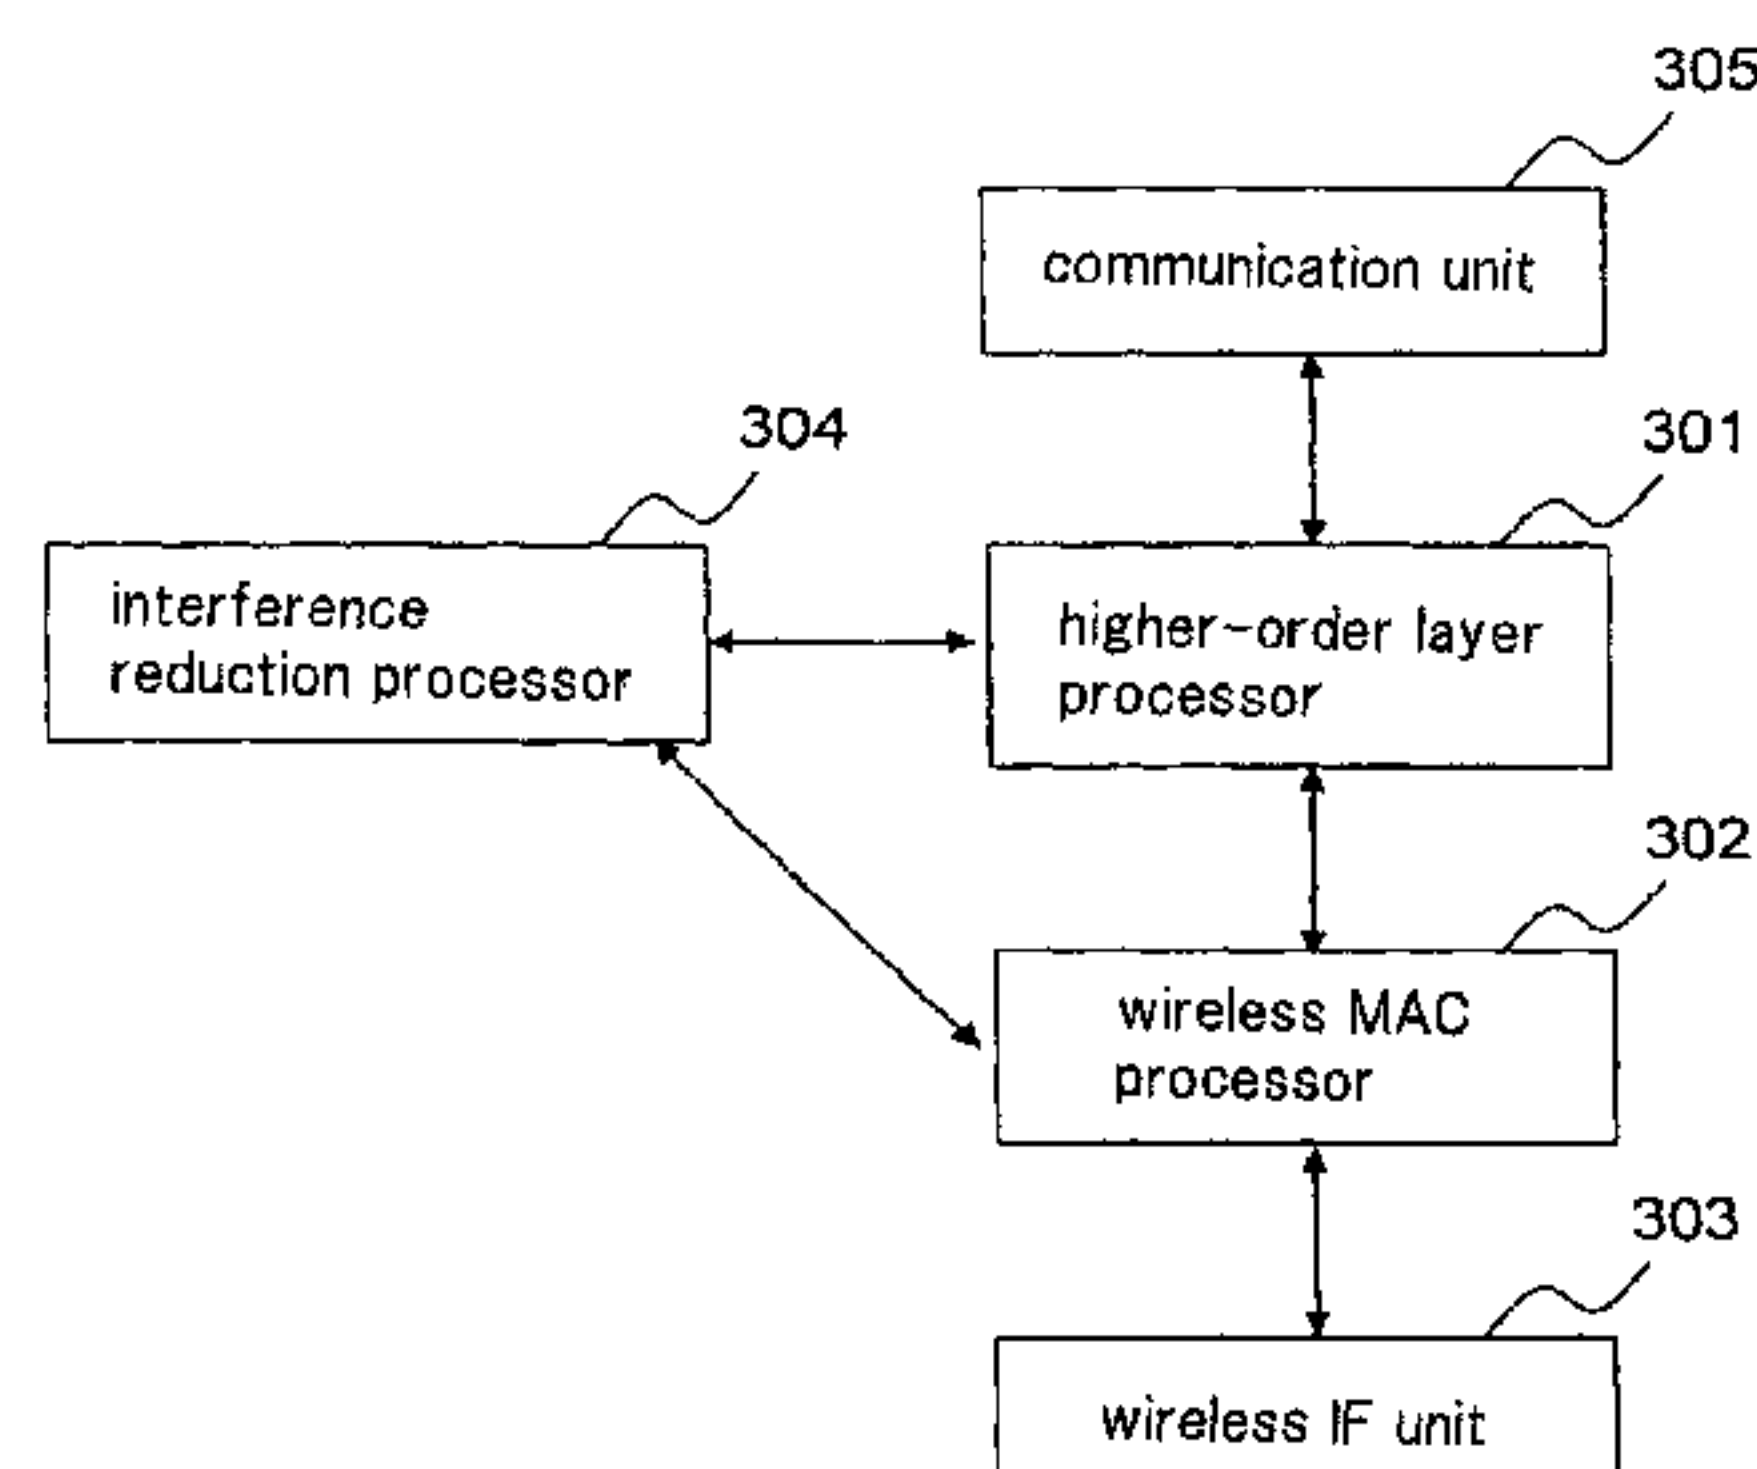 305
communication unit
304
301
interference
reduction processor
higher-order layer
processor
302
wireless MAC
processor
303
wireless IF unit